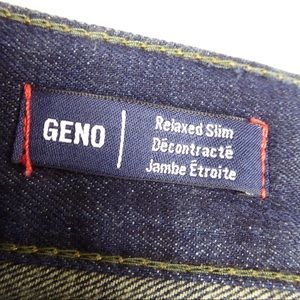 GENO
Relaxed Slim
Décontracté
Jambe Étroite